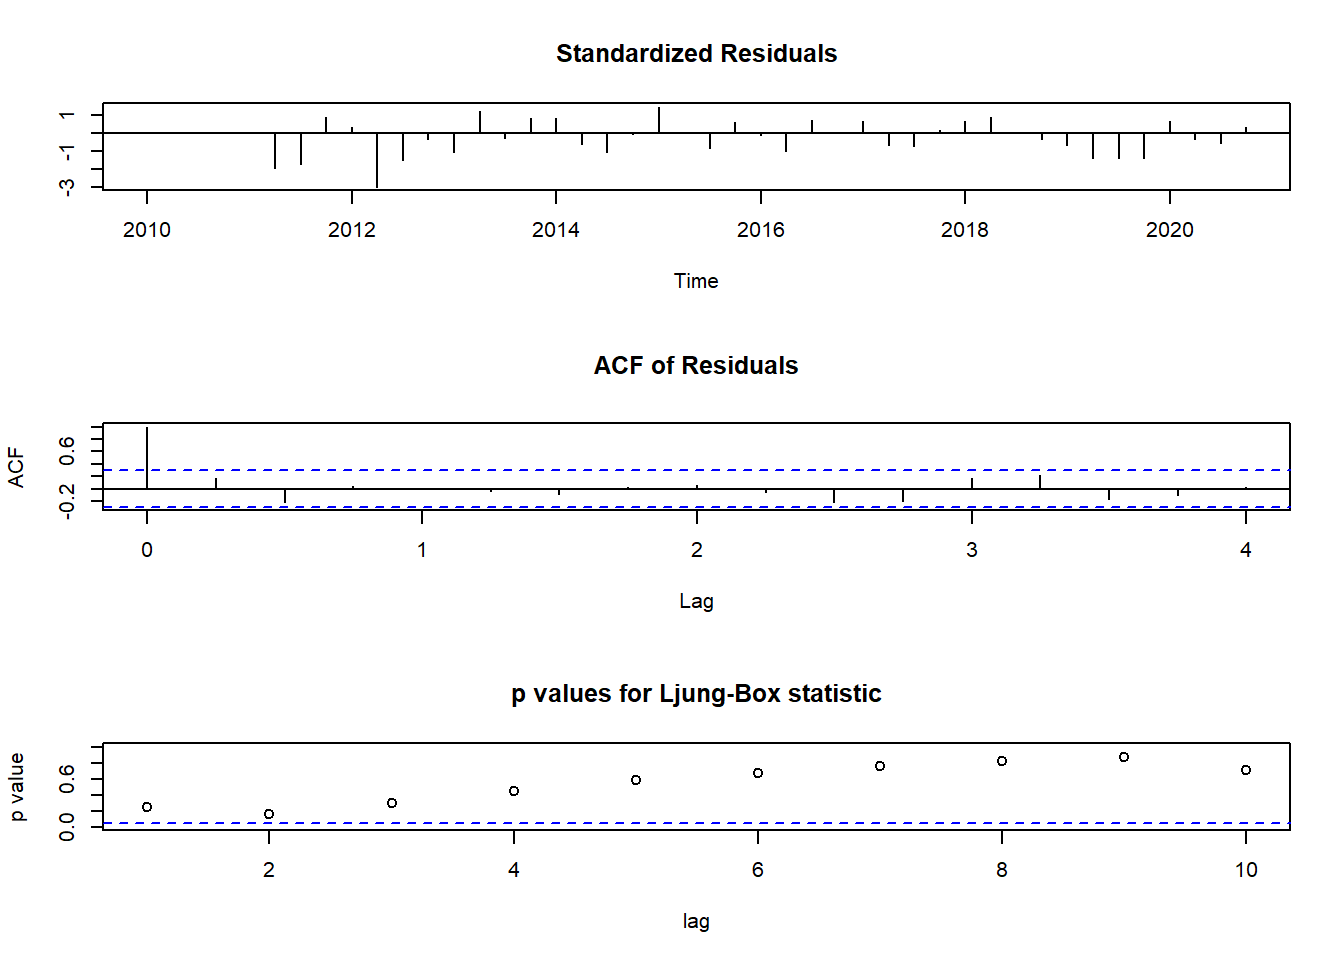 Standardized Residuals
1
-1
-3
2010 2012 2014 2016 2018 2020
Time
ACF of Residuals
ACF
0.6
-0.2
0 1 2 3 4
Lag
p values for Ljung-Box statistic
p value
0.6
0.0
2 4 6 8 10
lag